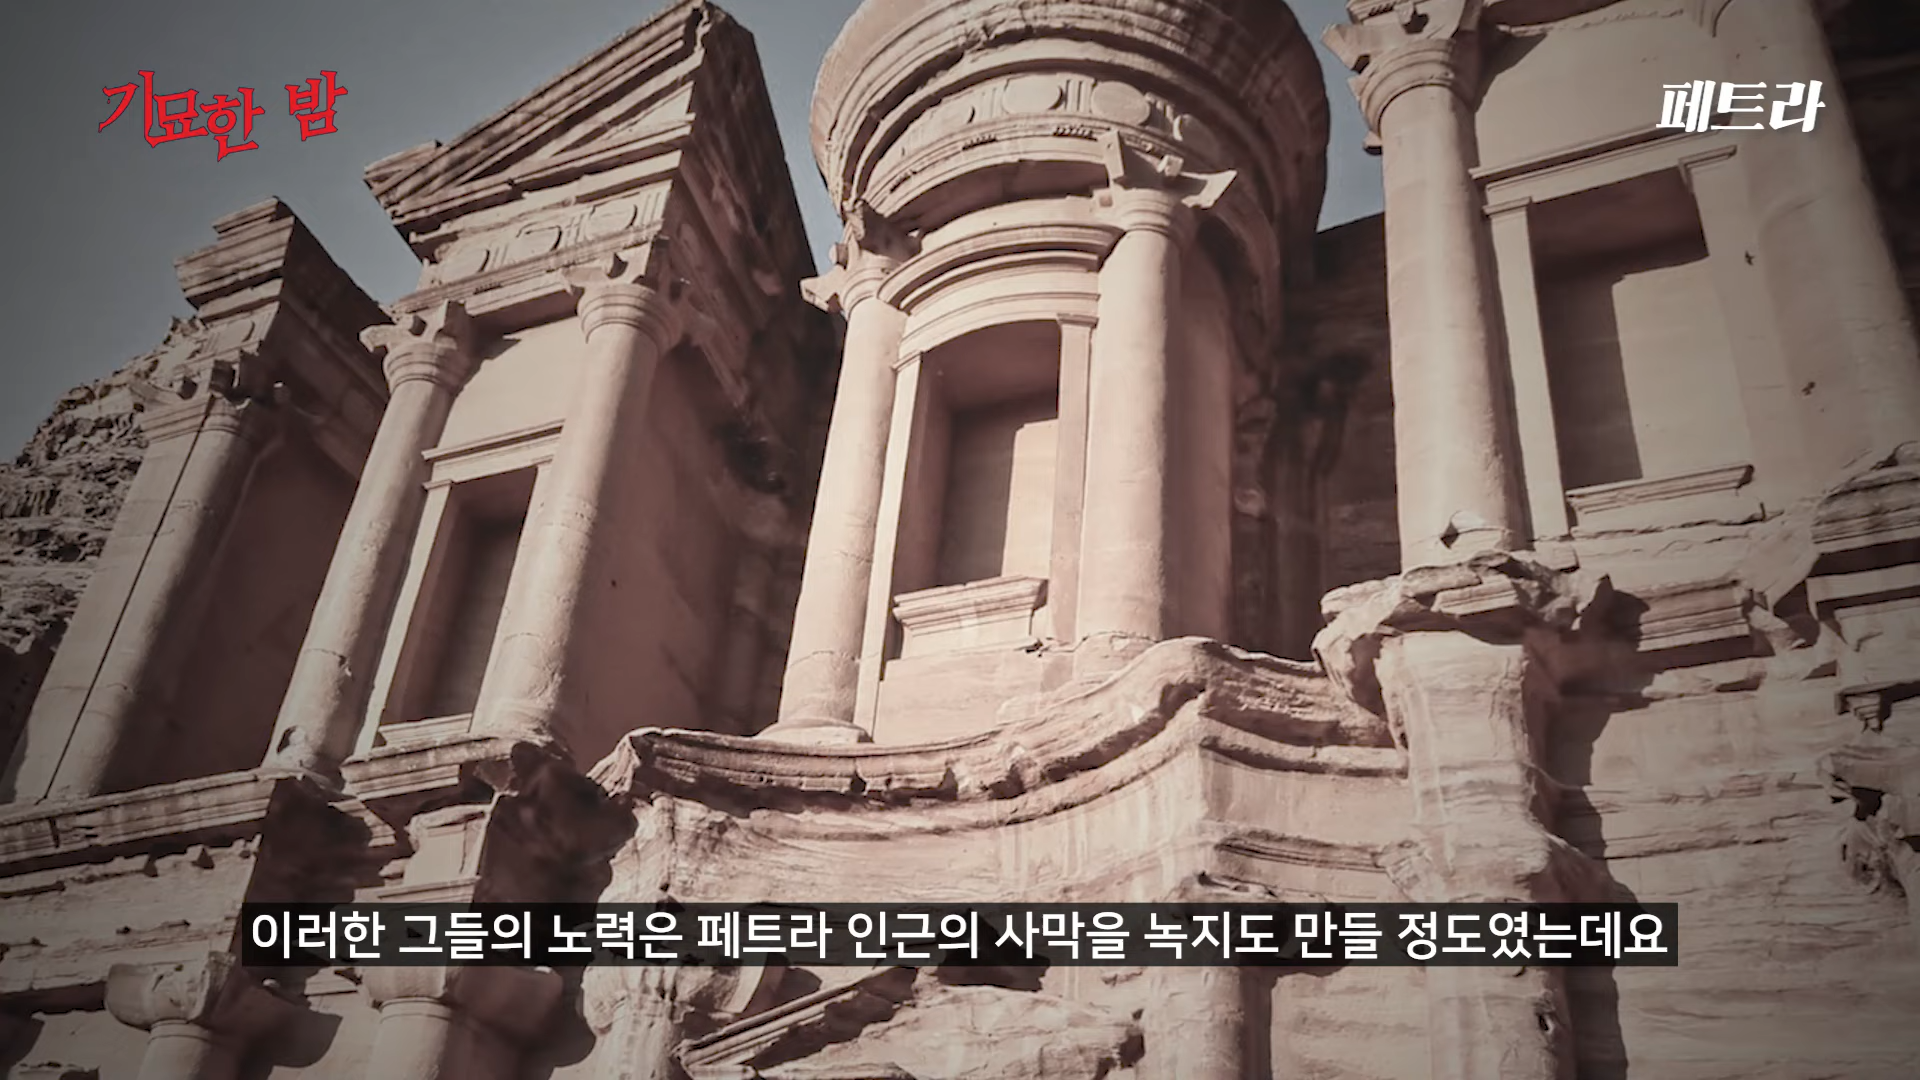 기묘한 밤
페트라
이러한 그들의 노력은 페트라 인근의 사막을 녹지도 만들 정도였는데요